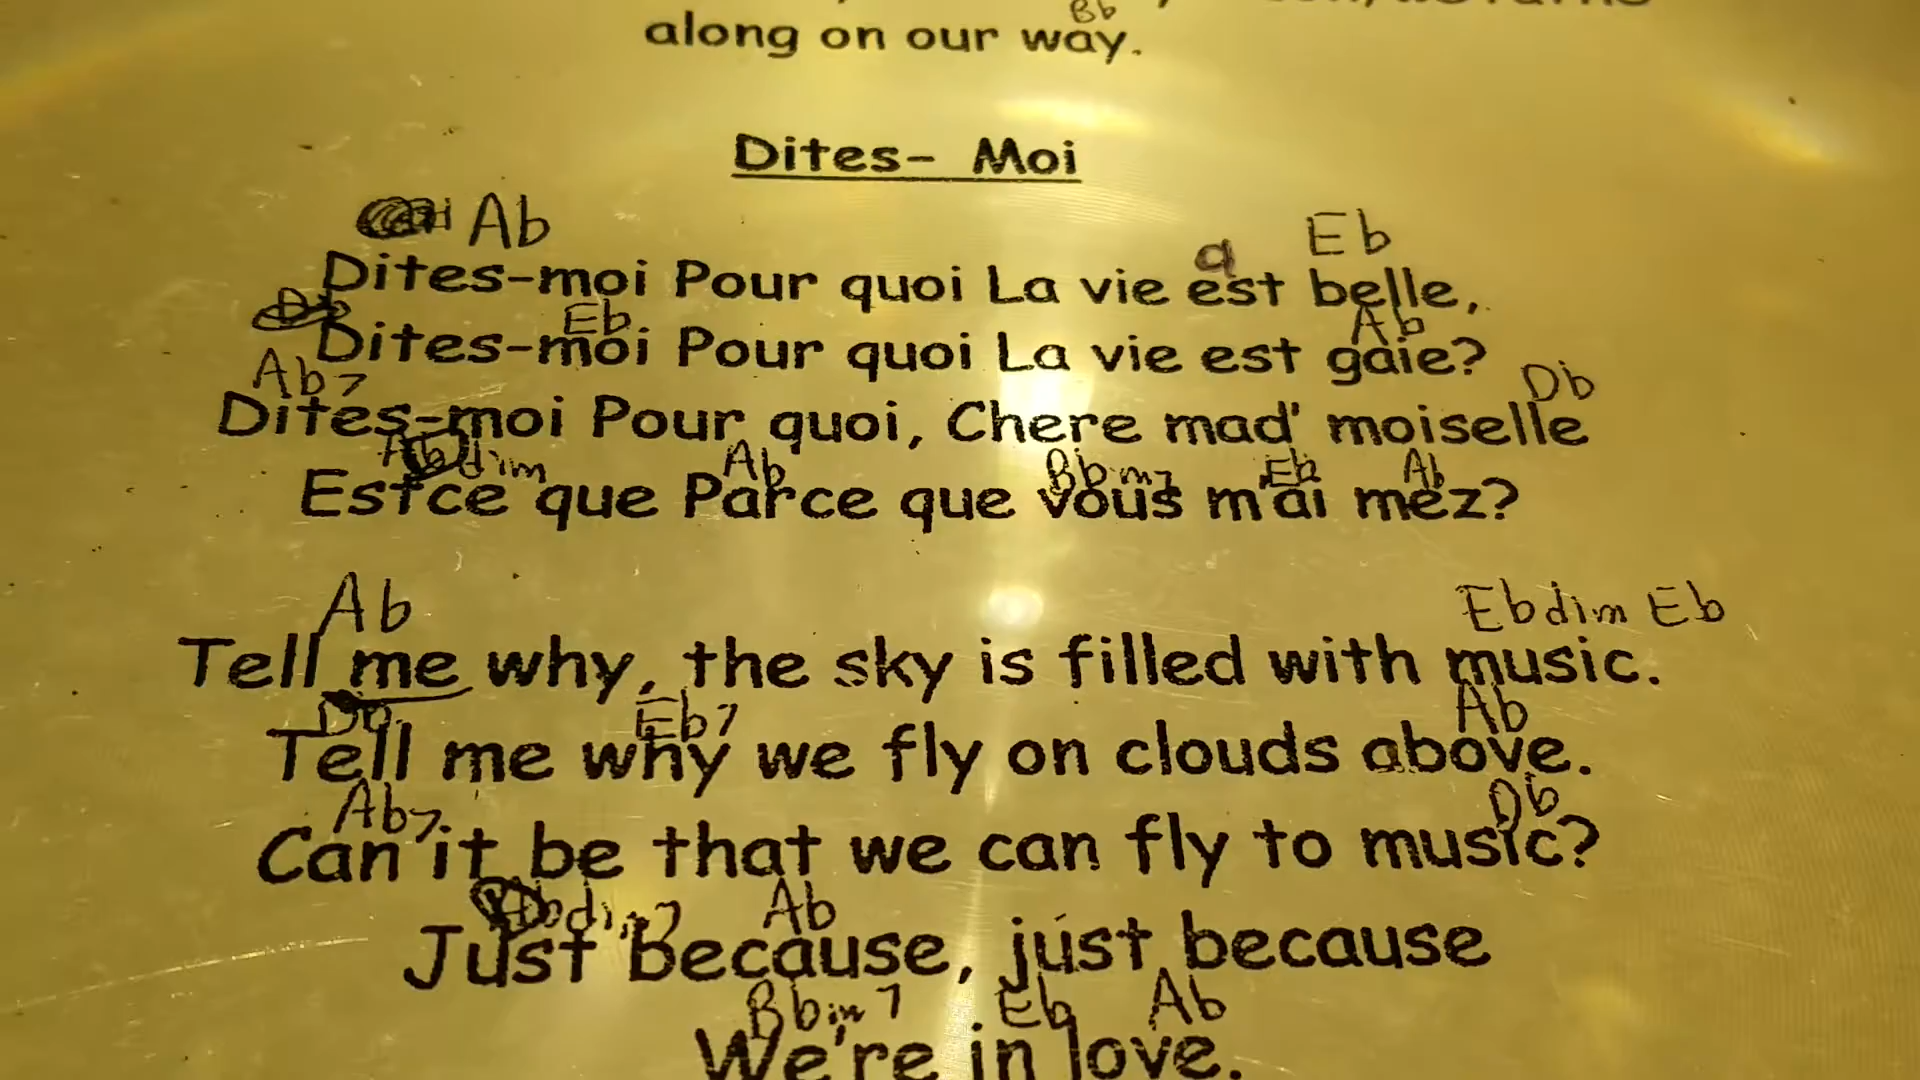 Bb
along on our way.
Dites- Moi
Ab Eb
a
Dites-moi Pour quoi La vie est belle,
Eb Ab
Dites-moi Pour quoi La vie est gaie?
Ab7 Db
Dites-moi Pour quoi, Chere mad' moiselle
dim Ab Bbm7 Eb Ab
Estce que Parce que vous m'ai mez?
Ab Ebdim Eb
Tell me why, the sky is filled with music.
Eb7 Ab
Tell me why we fly on clouds above.
Ab7 Db
Can it be that we can fly to music?
Ab
Just because, just because
Bbm7 Eb Ab
We're in love.